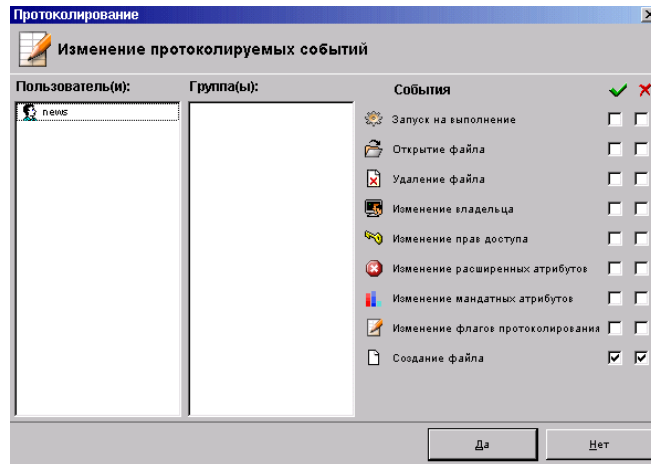 Протоколирование
Изменение протоколируемых событий
Пользователь(и):
Группа(ы):
События
news
Запуск на выполнение
Открытие файла
Удаление файла
Изменение владельца
Изменение прав доступа
Изменение расширенных атрибутов
Изменение мандатных атрибутов
Изменение флагов протоколирования
Создание файла
Да
Нет